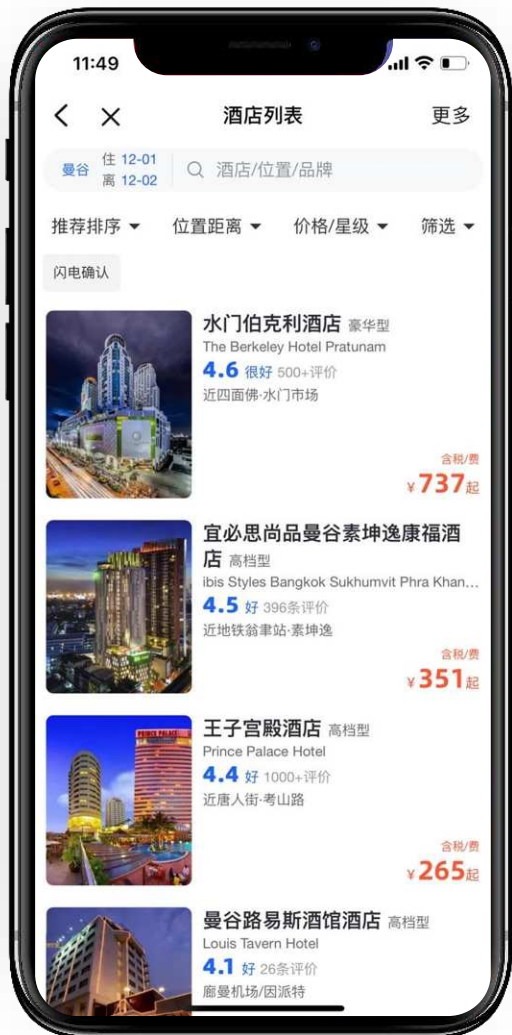 11:49
酒店列表
更多
曼谷
住 12-01
离 12-02
酒店/位置/品牌
推荐排序
位置距离
价格/星级
筛选
闪电确认
水门伯克利酒店 豪华型
The Berkeley Hotel Pratunam
4.6 很好 500+评价
近四面佛·水门市场
含税/费
¥737起
宜必思尚品曼谷素坤逸康福酒
店 高档型
ibis Styles Bangkok Sukhumvit Phra Khan...
4.5 好 396条评价
近地铁翁聿站·素坤逸
含税/费
¥351起
PRINCE PALACE
王子宫殿酒店 高档型
Prince Palace Hotel
4.4 好 1000+评价
近唐人街·考山路
含税/费
¥265起
曼谷路易斯酒馆酒店 高档型
Louis Tavern Hotel
4.1 好 26条评价
廊曼机场/因派特